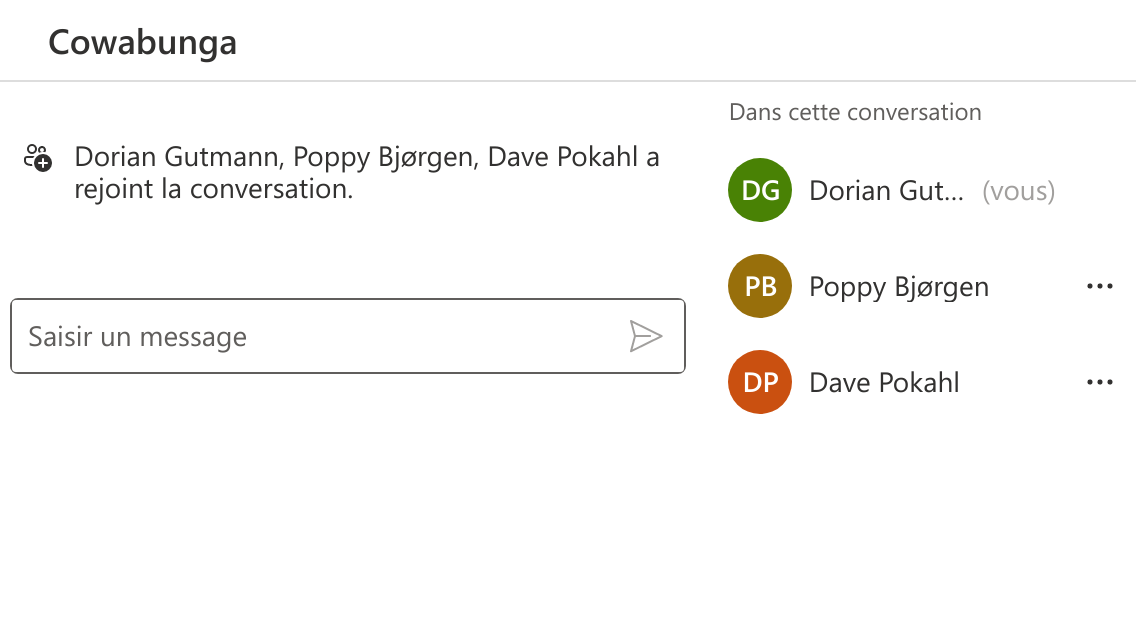 Cowabunga
Dorian Gutmann, Poppy Bjørgen, Dave Pokahl a
rejoint la conversation.
Saisir un message
Dans cette conversation
DG Dorian Gut... (vous)
PB Poppy Bjørgen
DP Dave Pokahl